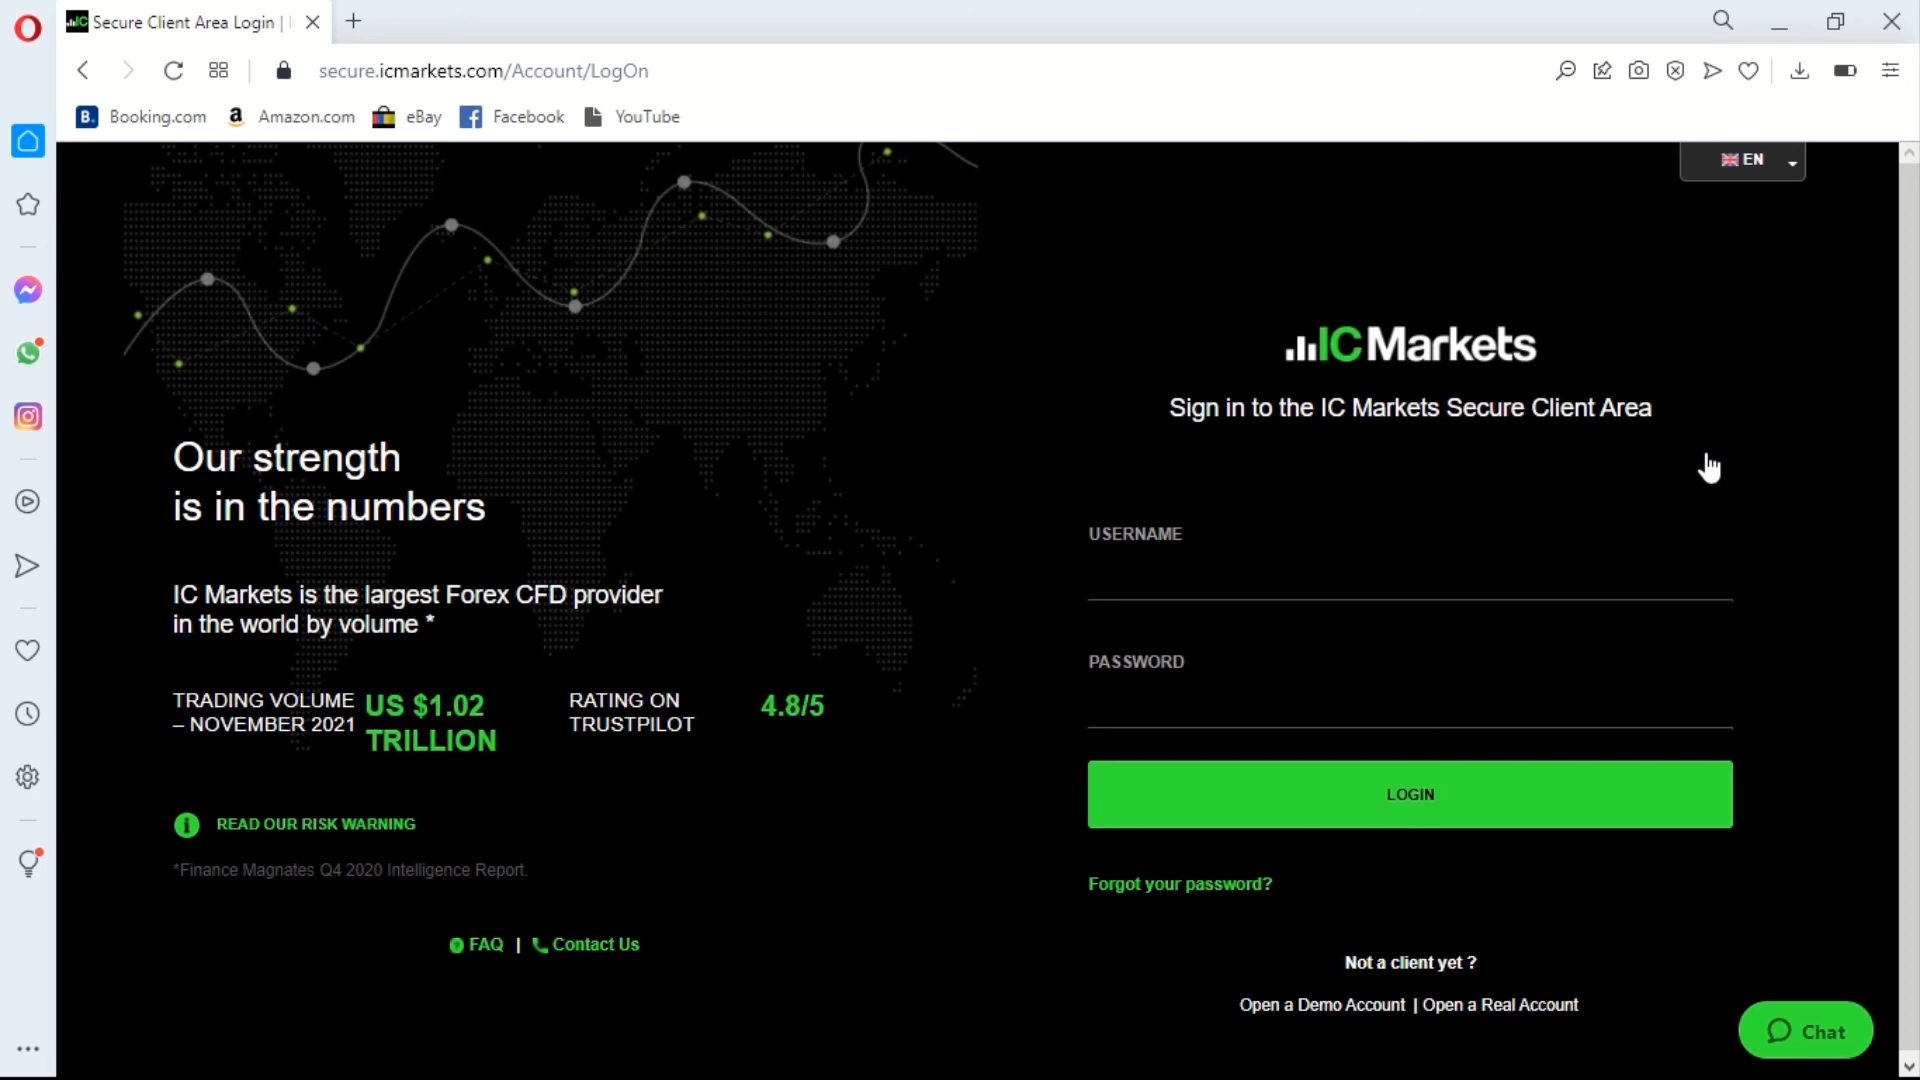 Secure Client Area Login |
secure.icmarkets.com/Account/LogOn
B. Booking.com
a Amazon.com
eBay
Facebook
YouTube
EN
Our strength
is in the numbers
IC Markets is the largest Forex CFD provider
in the world by volume *
TRADING VOLUME
– NOVEMBER 2021
US $1.02
TRILLION
RATING ON
TRUSTPILOT
4.8/5
READ OUR RISK WARNING
*Finance Magnates Q4 2020 Intelligence Report.
FAQ | Contact Us
IC Markets
Sign in to the IC Markets Secure Client Area
USERNAME
PASSWORD
LOGIN
Forgot your password?
Not a client yet ?
Open a Demo Account | Open a Real Account
Chat